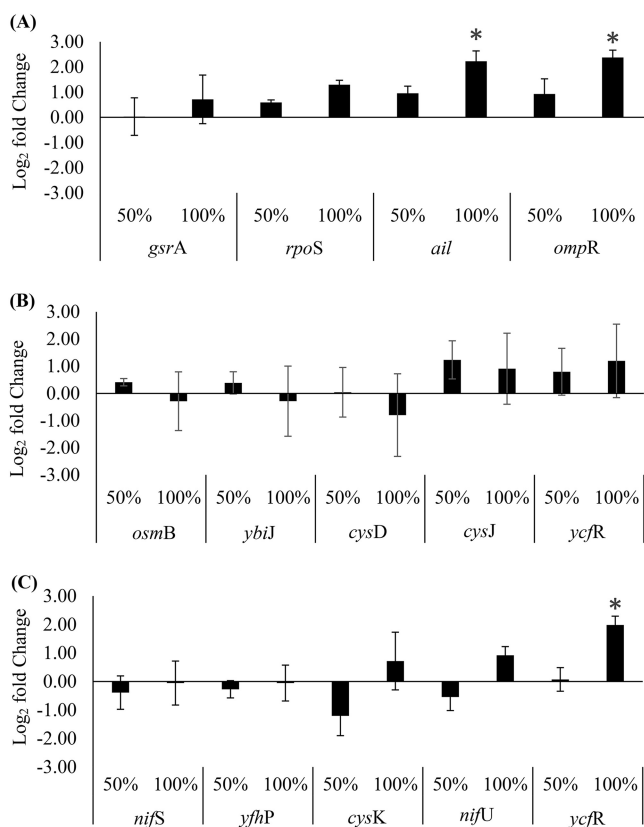 (A)
Log2 fold Change
3.00
2.00
1.00
0.00
-1.00
-2.00
-3.00
* *
50% 100% 50% 100% 50% 100% 50% 100%
gsrA rpoS ail ompR
(B)
Log2 fold Change
3.00
2.00
1.00
0.00
-1.00
-2.00
-3.00
50% 100% 50% 100% 50% 100% 50% 100% 50% 100%
osmB ybiJ cysD cysJ ycfR
(C)
Log2 fold Change
3.00
2.00
1.00
0.00
-1.00
-2.00
-3.00
*
50% 100% 50% 100% 50% 100% 50% 100% 50% 100%
nifS yfhP cysK nifU ycfR